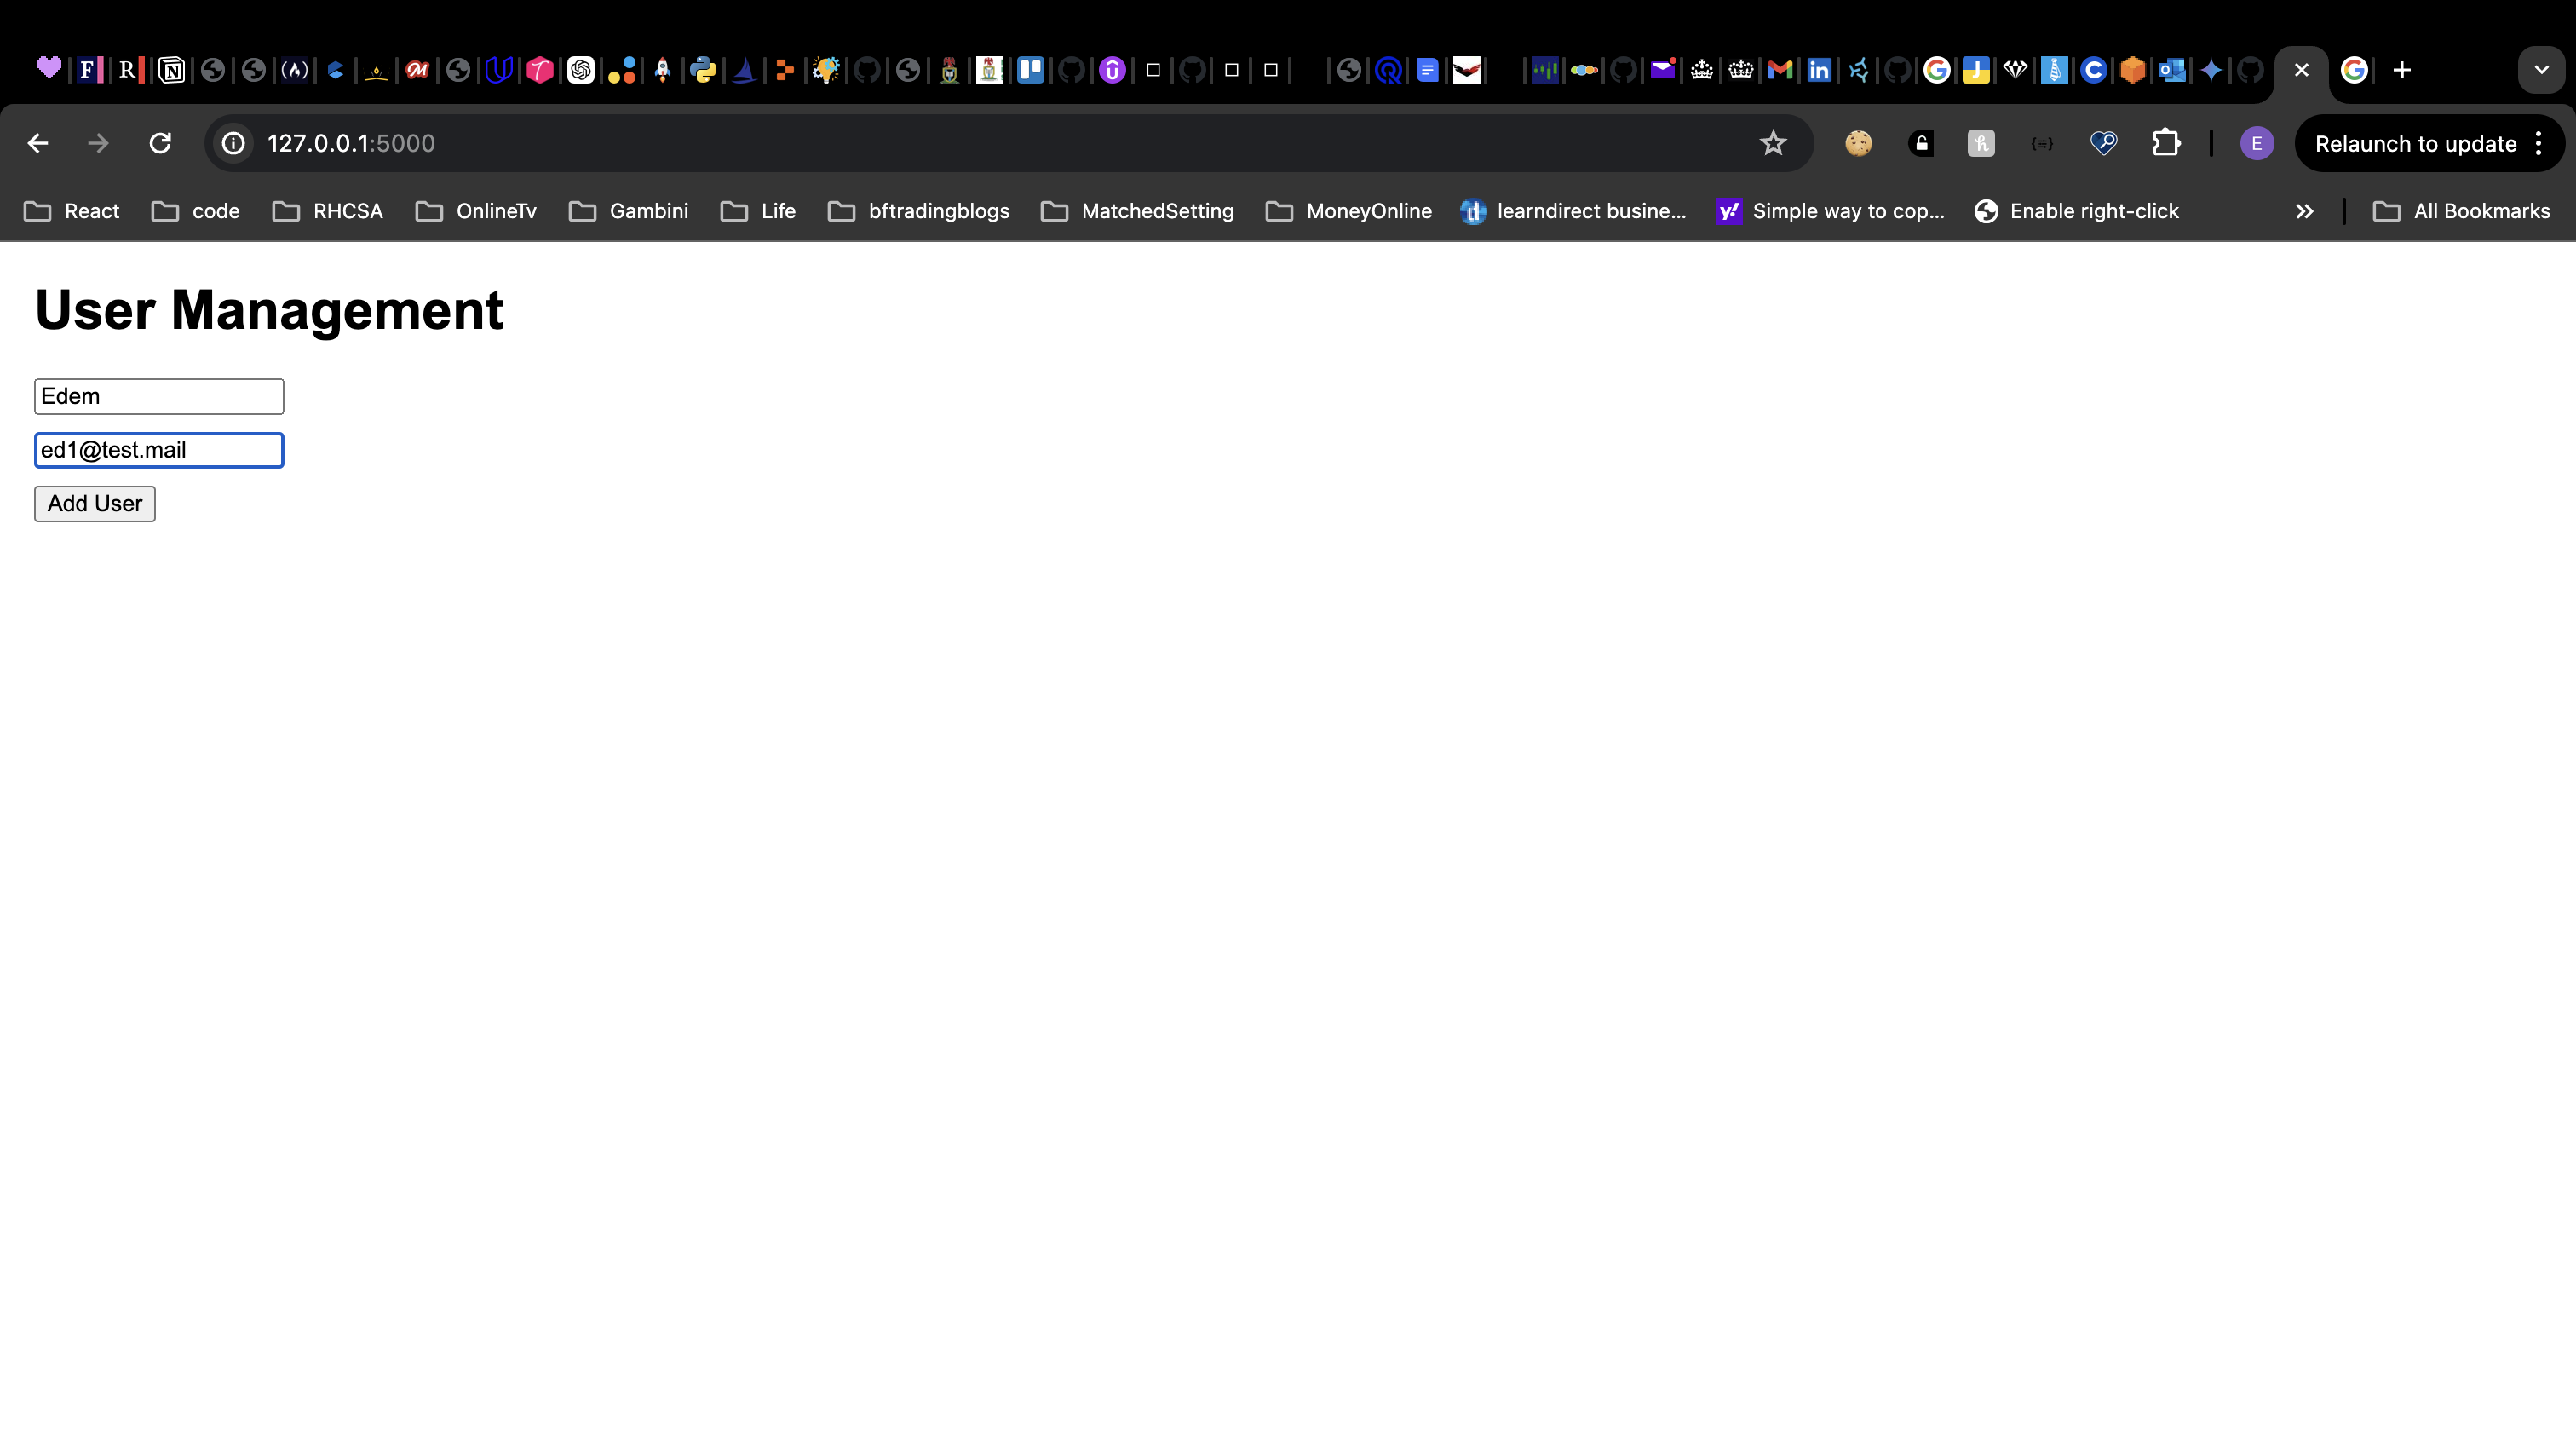 127.0.0.1:5000
E
Relaunch to update
React
code
RHCSA
OnlineTv
Gambini
Life
bftradingblogs
MatchedSetting
MoneyOnline
learndirect busine...
Simple way to cop...
Enable right-click
All Bookmarks
User Management
Edem
ed1@test.mail
Add User